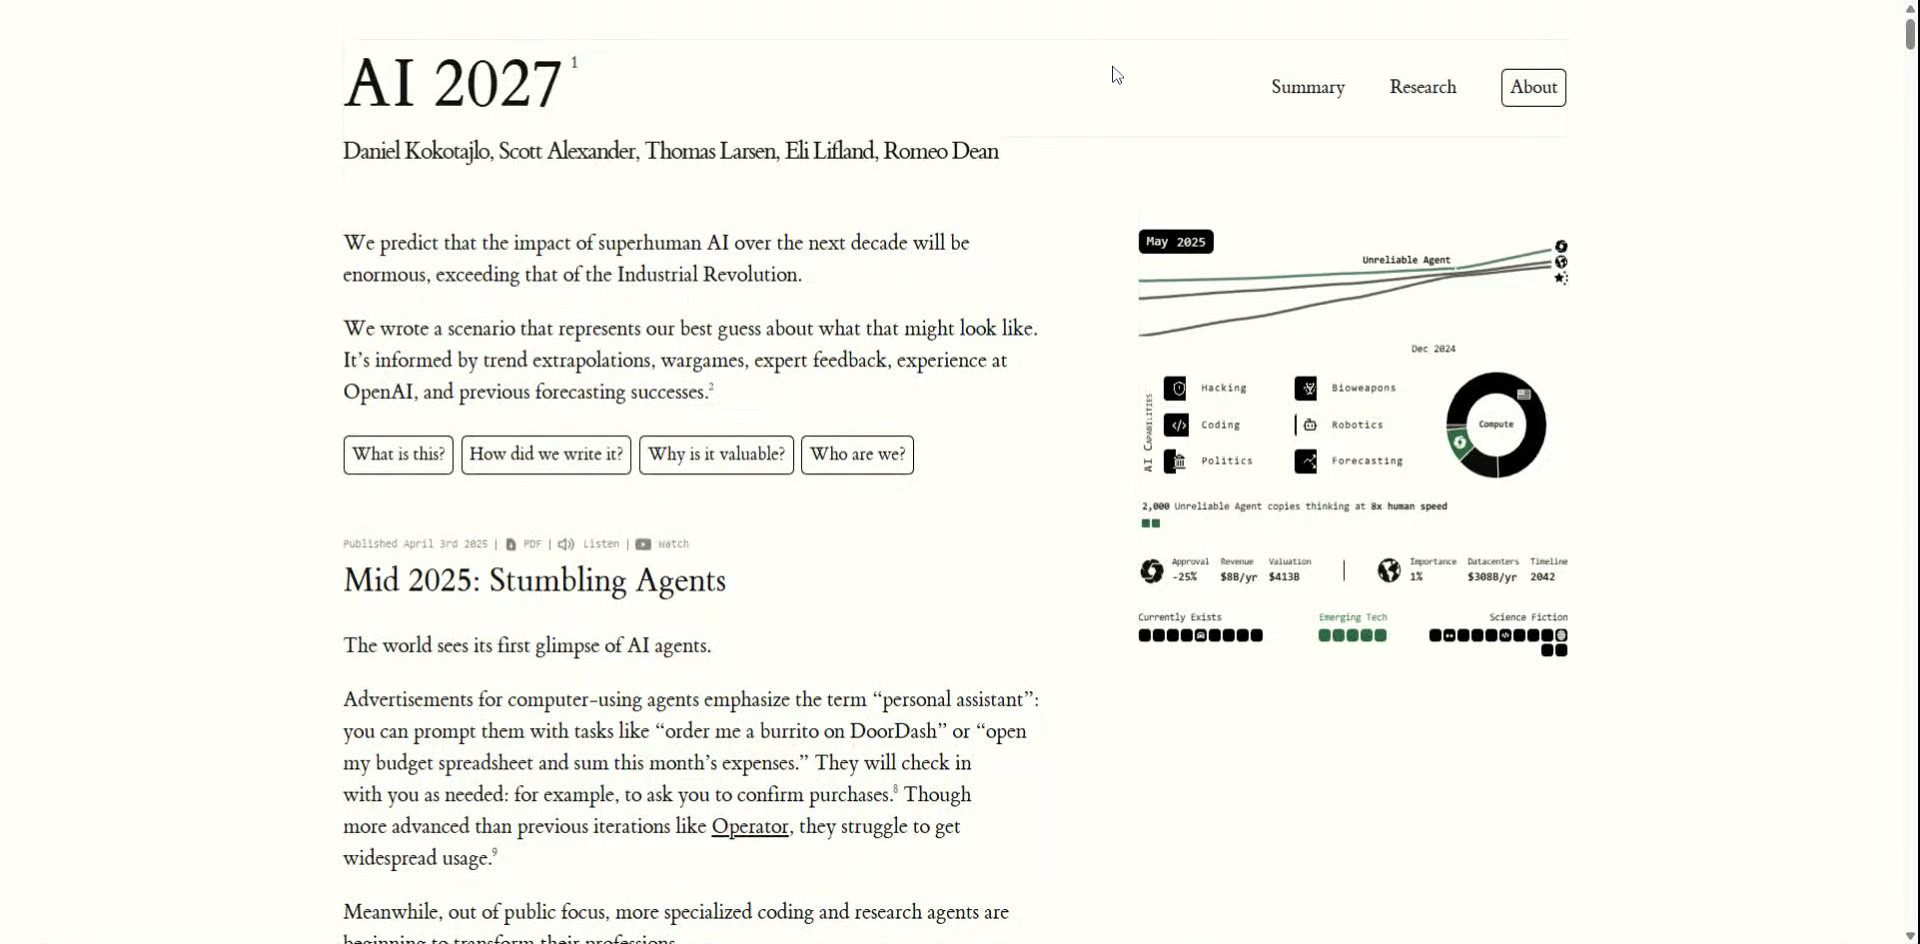 AI 2027 1
Summary
Research
About
Daniel Kokotajlo, Scott Alexander, Thomas Larsen, Eli Lifland, Romeo Dean
We predict that the impact of superhuman AI over the next decade will be
enormous, exceeding that of the Industrial Revolution.
We wrote a scenario that represents our best guess about what that might look like.
It’s informed by trend extrapolations, wargames, expert feedback, experience at
OpenAI, and previous forecasting successes.2
What is this?
How did we write it?
Why is it valuable?
Who are we?
Published April 3rd 2025 | PDF | Listen | Watch
Mid 2025: Stumbling Agents
The world sees its first glimpse of AI agents.
Advertisements for computer-using agents emphasize the term “personal assistant”:
you can prompt them with tasks like “order me a burrito on DoorDash” or “open
my budget spreadsheet and sum this month’s expenses.” They will check in
with you as needed: for example, to ask you to confirm purchases.8 Though
more advanced than previous iterations like Operator, they struggle to get
widespread usage.9
Meanwhile, out of public focus, more specialized coding and research agents are
beginning to transform their professions.
May 2025
Unreliable Agent
Dec 2024
AI Capabilities
Hacking
Bioweapons
Coding
Robotics
Politics
Forecasting
Compute
2,000 Unreliable Agent copies thinking at 8x human speed
Approval Revenue Valuation | Importance Datacenters Timeline
-25% $8B/yr $413B 1% $308B/yr 2042
Currently Exists
Emerging Tech
Science Fiction